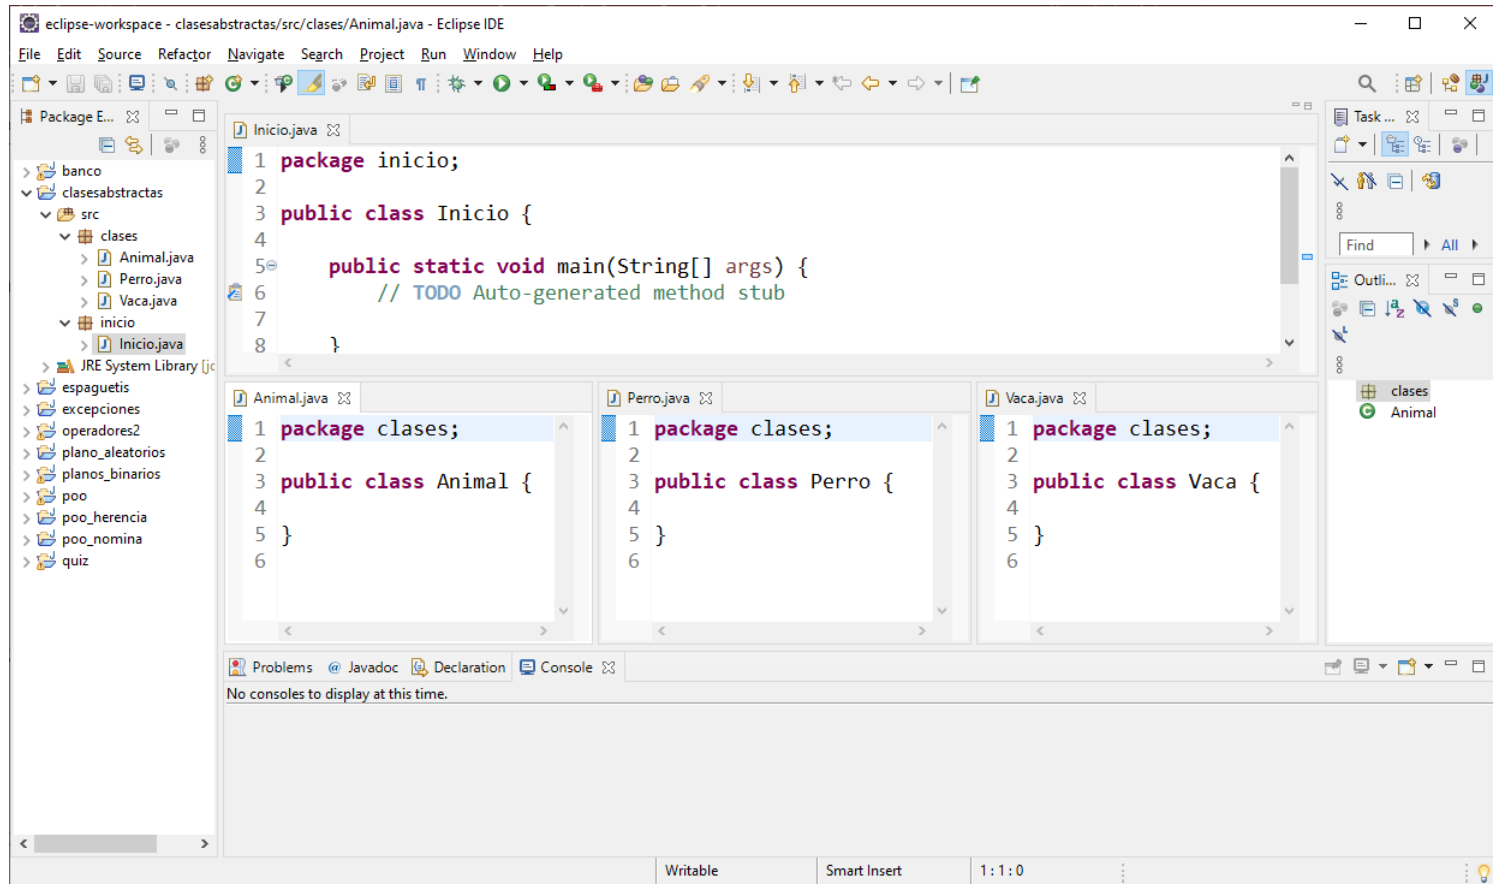 eclipse-workspace - clasesabstractas/src/clases/Animal.java - Eclipse IDE
File Edit Source Refactor Navigate Search Project Run Window Help
Package E...
banco
clasesabstractas
src
clases
Animal.java
Perro.java
Vaca.java
inicio
Inicio.java
JRE System Library [jc
espaguetis
excepciones
operadores2
plano_aleatorios
planos_binarios
poo
poo_herencia
poo_nomina
quiz
Inicio.java
1 package inicio;
2
3 public class Inicio {
4
5 public static void main(String[] args) {
6 // TODO Auto-generated method stub
7
8 }
Animal.java
1 package clases;
2
3 public class Animal {
4
5 }
6
Perro.java
1 package clases;
2
3 public class Perro {
4
5 }
6
Vaca.java
1 package clases;
2
3 public class Vaca {
4
5 }
6
Task ...
Find All
Outli...
clases
Animal
Problems @ Javadoc Declaration Console
No consoles to display at this time.
Writable Smart Insert 1:1:0